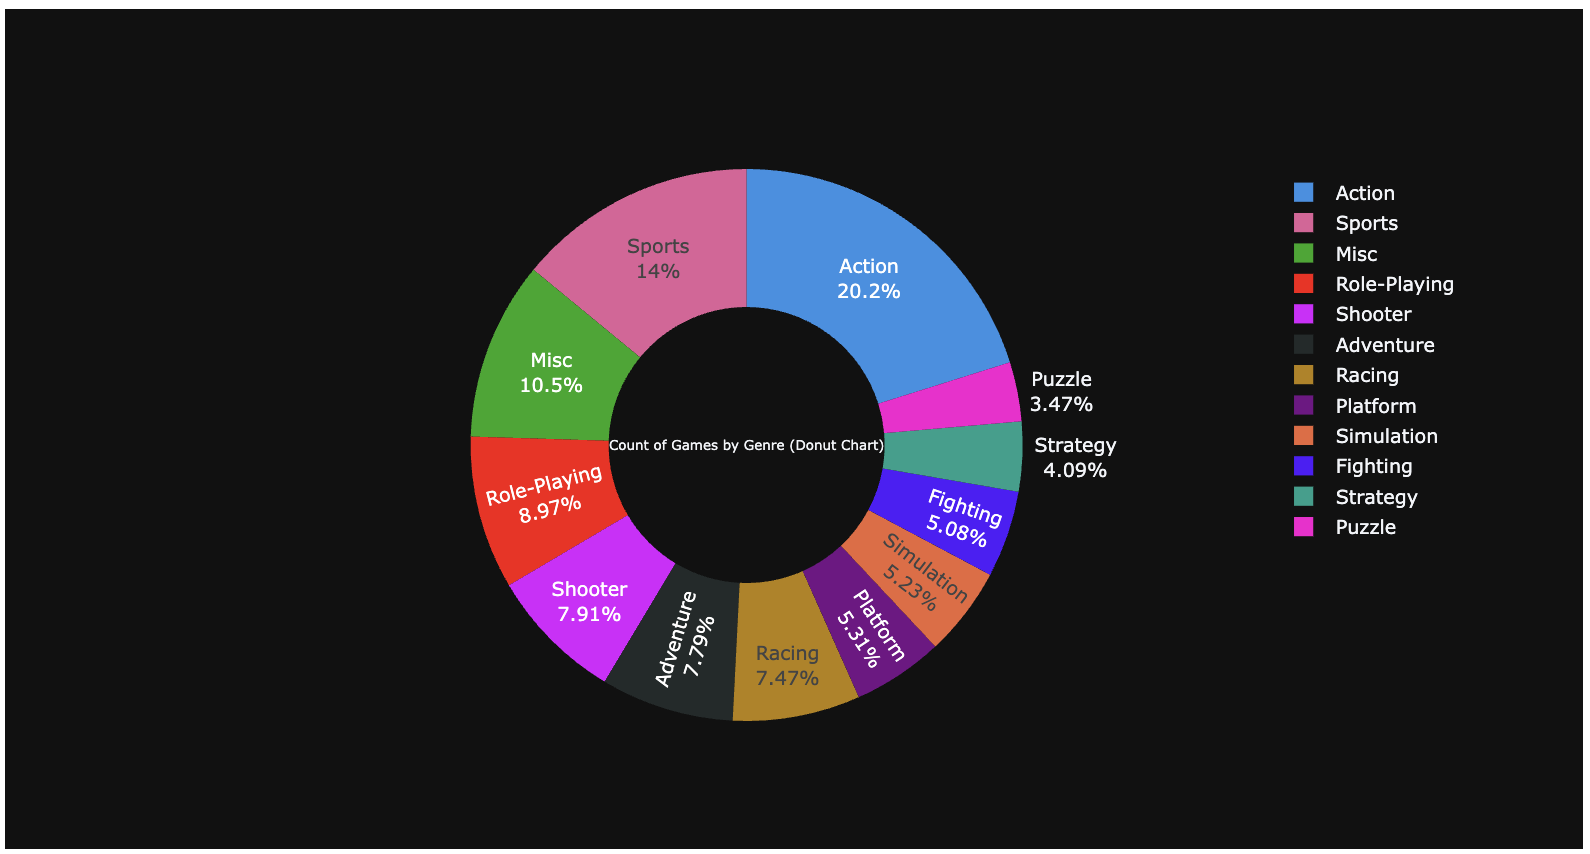 Sports
14%
Action
20.2%
Misc
10.5%
Puzzle
3.47%
Count of Games by Genre (Donut Chart)
Strategy
4.09%
Role-Playing
8.97%
Fighting
5.08%
Simulation
5.23%
Shooter
7.91%
Adventure
7.79%
Platform
5.31%
Racing
7.47%
Action
Sports
Misc
Role-Playing
Shooter
Adventure
Racing
Platform
Simulation
Fighting
Strategy
Puzzle